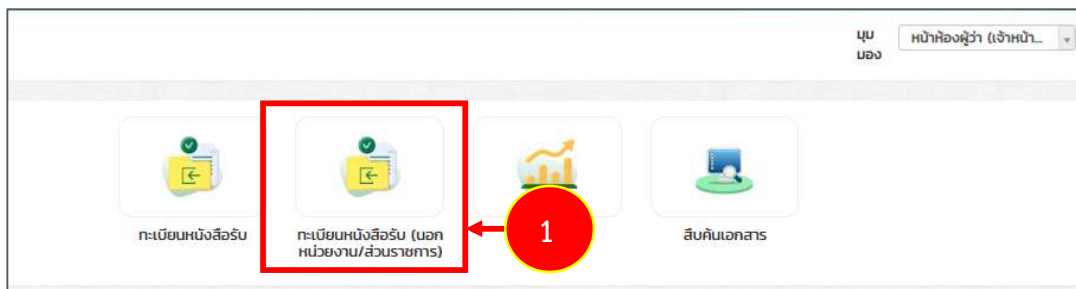 มุม
มอง
หน้าห้องผู้ว่า (เจ้าหน้า...
ทะเบียนหนังสือรับ
ทะเบียนหนังสือรับ (นอก
หน่วยงาน/ส่วนราชการ)
1
สืบค้นเอกสาร